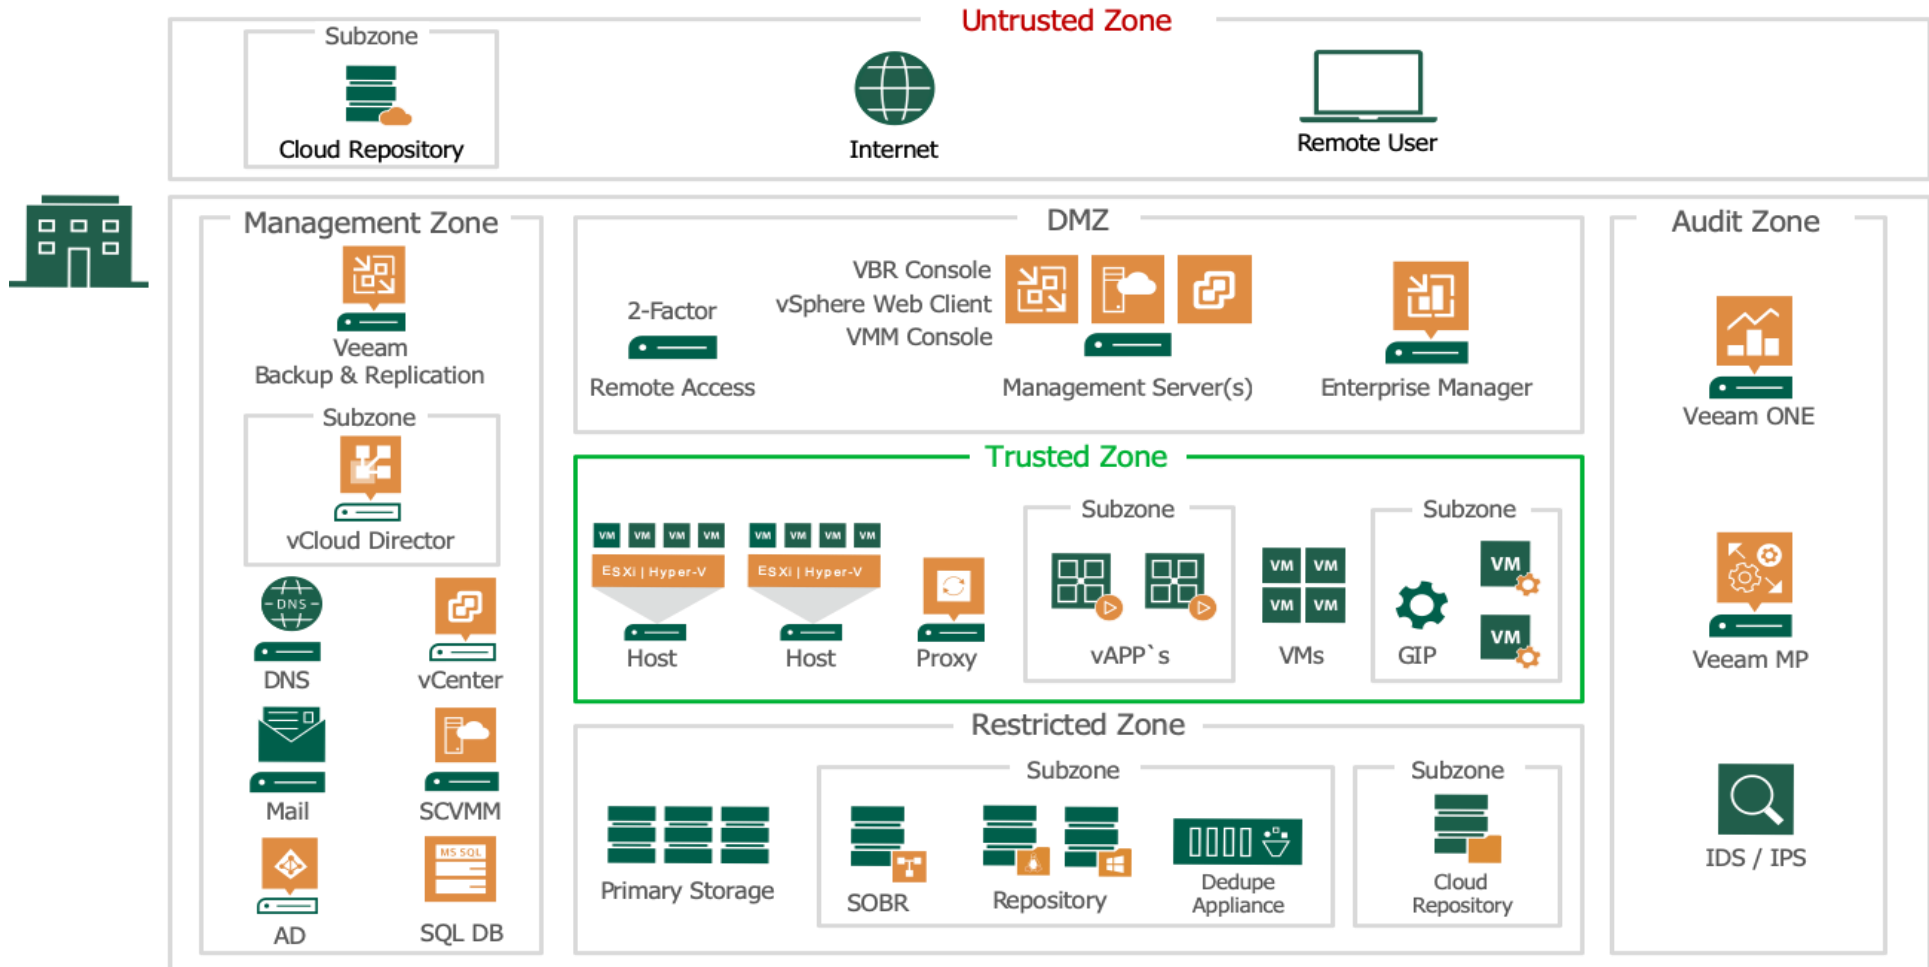 Untrusted Zone
Subzone
Cloud Repository
Internet
Remote User
Management Zone
Veeam
Backup & Replication
Subzone
vCloud Director
DNS
DNS
vCenter
Mail
SCVMM
MS SQL
AD
SQL DB
DMZ
2-Factor
Remote Access
VBR Console
vSphere Web Client
VMM Console
Management Server(s)
Enterprise Manager
Trusted Zone
VM VM VM VM
ESXi | Hyper-V
Host
VM VM VM VM
ESXi | Hyper-V
Host
Proxy
Subzone
vAPP`s
VM VM
VM VM
VMs
Subzone
GIP
VM
VM
Restricted Zone
Primary Storage
Subzone
SOBR
Repository
Dedupe
Appliance
Subzone
Cloud
Repository
Audit Zone
Veeam ONE
Veeam MP
IDS / IPS